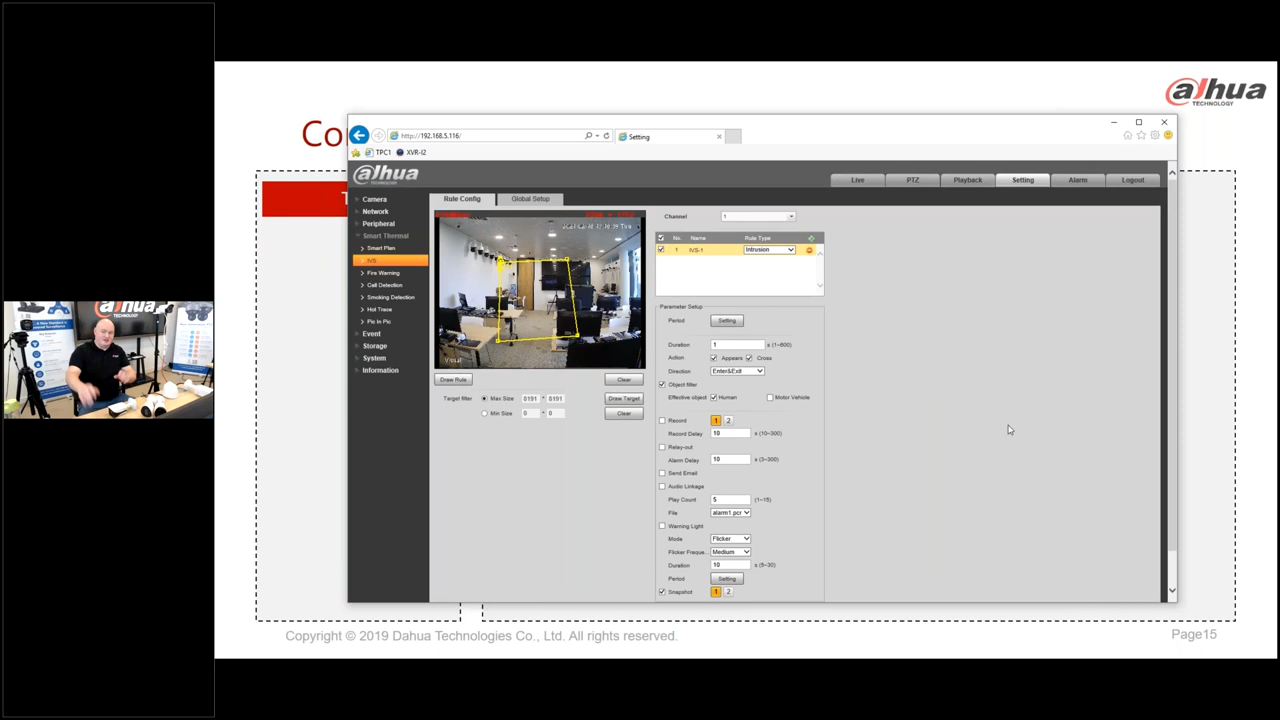 alhua
TECHNOLOGY
Co
T
http://192.168.5.116/
Setting
TPC1 XVR-I2
alhua
TECHNOLOGY
Live PTZ Playback Setting Alarm Logout
Camera
Network
Peripheral
Smart Thermal
Smart Plan
IVS
Fire Warning
Call Detection
Smoking Detection
Hot Trace
Pic In Pic
Event
Storage
System
Information
Rule Config Global Setup
Visual
Draw Rule Clear
Target filter Max Size 8191 * 8191 Draw Target
Min Size 0 * 0 Clear
Channel 1
No. Name Rule Type
1 IVS-1 Intrusion
Parameter Setup
Period Setting
Duration 1 s (1~600)
Action Appears Cross
Direction Enter&Exit
Object filter
Effective object Human Motor Vehicle
Record 1 2
Record Delay 10 s (10~300)
Relay-out
Alarm Delay 10 s (3~300)
Send Email
Audio Linkage
Play Count 5 (1~15)
File alarm1.pcr
Warning Light
Mode Flicker
Flicker Freque... Medium
Duration 10 s (5~30)
Period Setting
Snapshot 1 2
Copyright © 2019 Dahua Technologies Co., Ltd. All rights reserved.
Page15